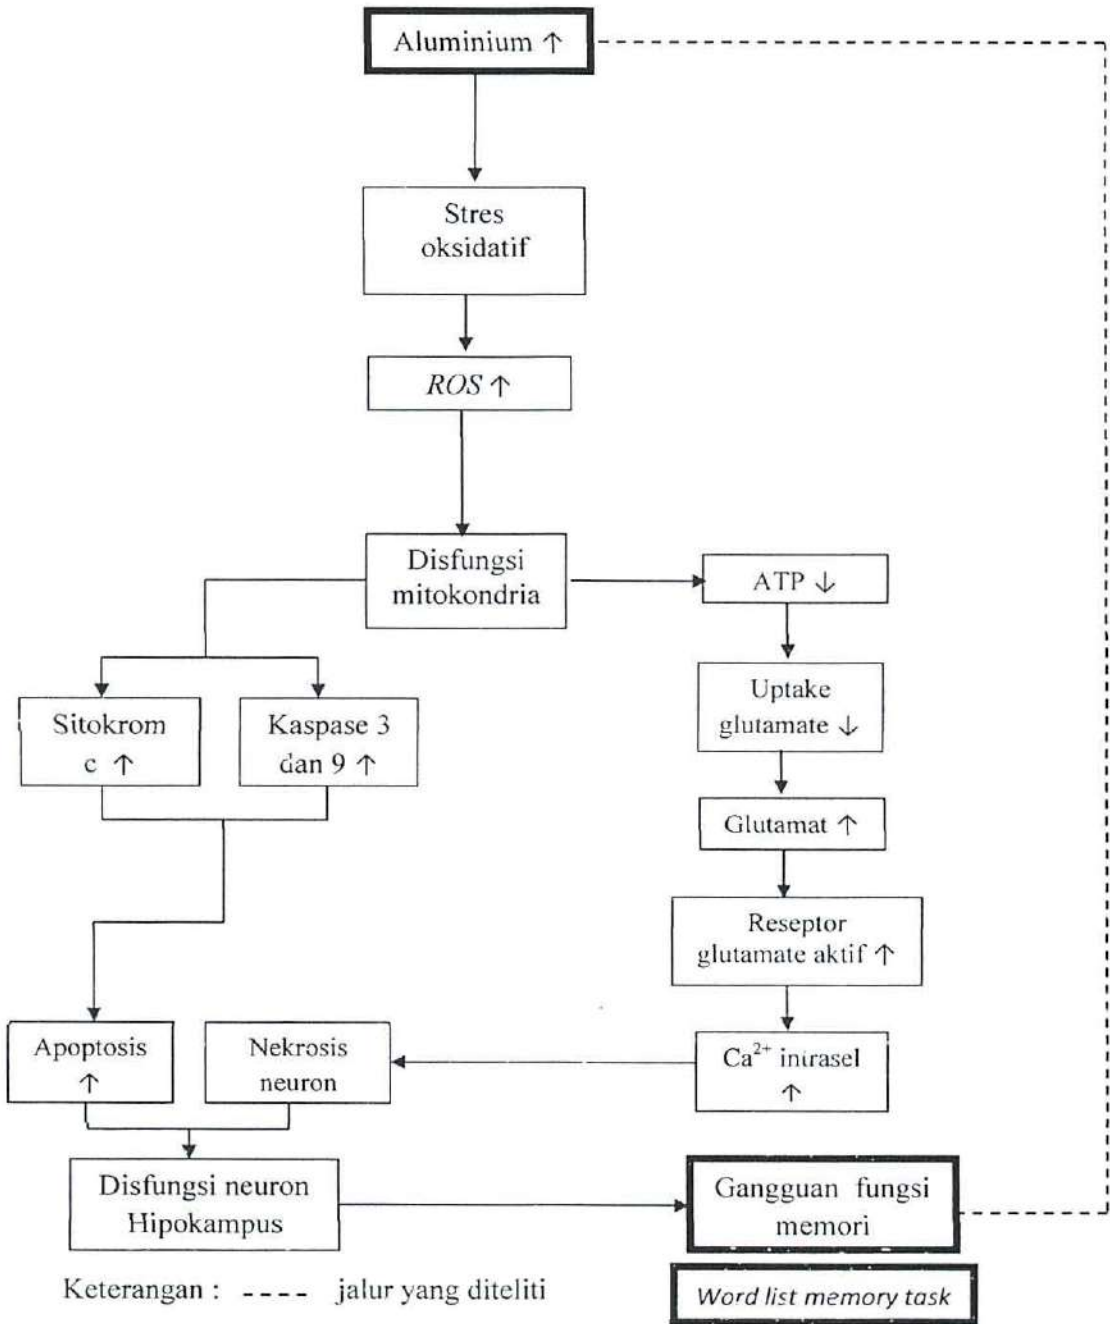 Aluminium ↑
Stres
oksidatif
ROS ↑
Disfungsi
mitokondria
ATP ↓
Uptake
glutamate ↓
Sitokrom
c ↑
Kaspase 3
dan 9 ↑
Glutamat ↑
Reseptor
glutamate aktif ↑
Apoptosis
↑
Nekrosis
neuron
Ca²⁺ intrasel
↑
Disfungsi neuron
Hipokampus
Gangguan fungsi
memori
Keterangan : ---- jalur yang diteliti
Word list memory task